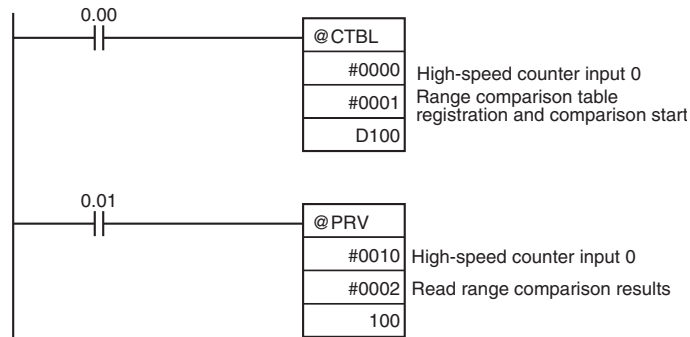 0.00
@CTBL
#0000 High-speed counter input 0
#0001 Range comparison table
registration and comparison start
D100
0.01
@PRV
#0010 High-speed counter input 0
#0002 Read range comparison results
100